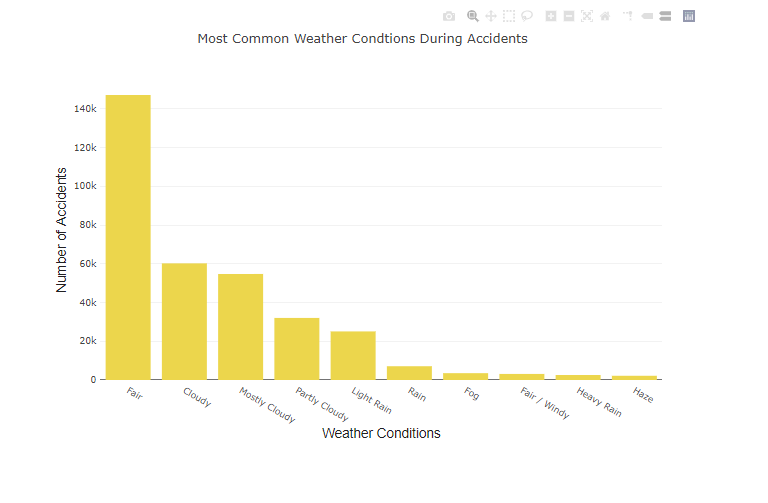 Most Common Weather Condtions During Accidents
Number of Accidents
140k
120k
100k
80k
60k
40k
20k
0
Fair
Cloudy
Mostly Cloudy
Partly Cloudy
Light Rain
Rain
Fog
Fair / Windy
Heavy Rain
Haze
Weather Conditions